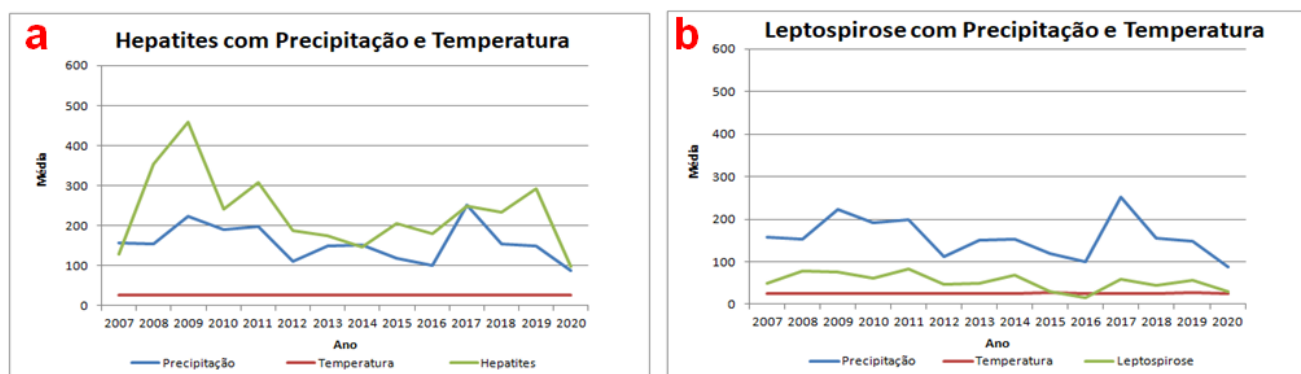 a
Hepatites com Precipitação e Temperatura
600
500
400
300
200
100
0
Média
2007 2008 2009 2010 2011 2012 2013 2014 2015 2016 2017 2018 2019 2020
Ano
Precipitação Temperatura Hepatites
b
Leptospirose com Precipitação e Temperatura
600
500
400
300
200
100
0
Média
2007 2008 2009 2010 2011 2012 2013 2014 2015 2016 2017 2018 2019 2020
Ano
Precipitação Temperatura Leptospirose